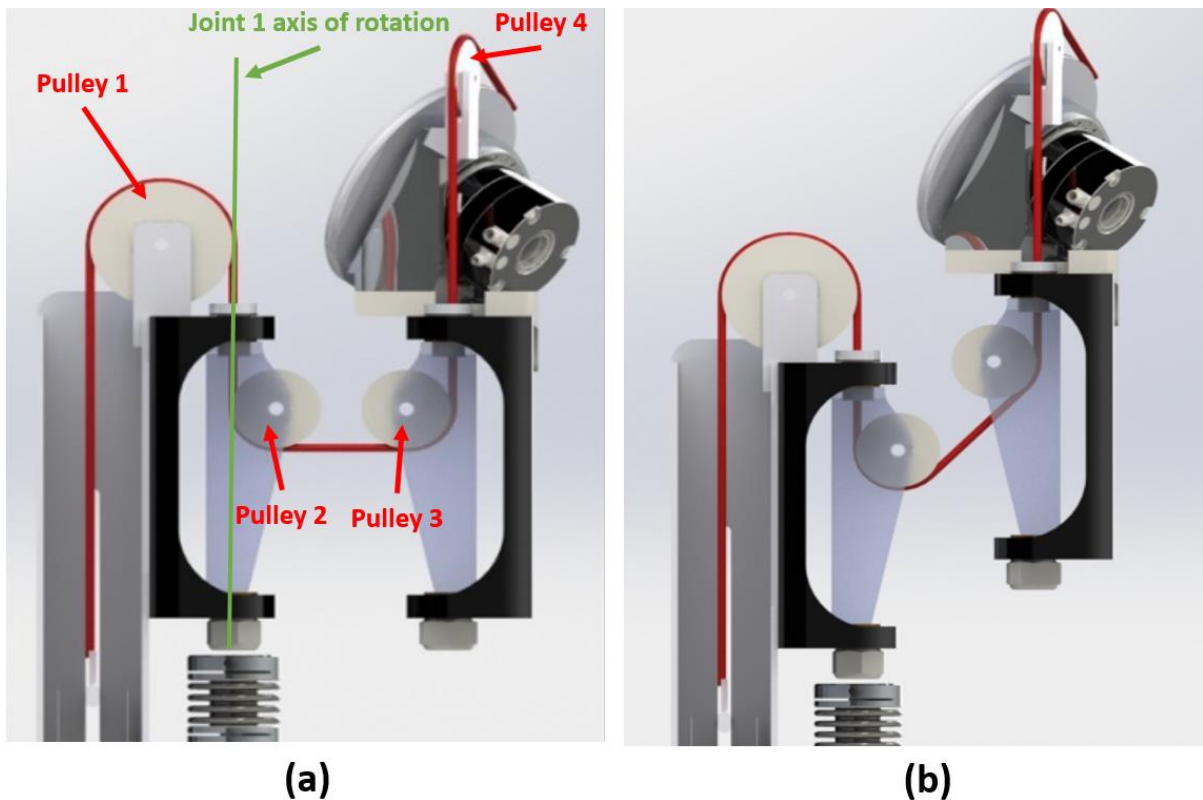 Joint 1 axis of rotation
Pulley 4
Pulley 1
Pulley 2
Pulley 3
(a)
(b)